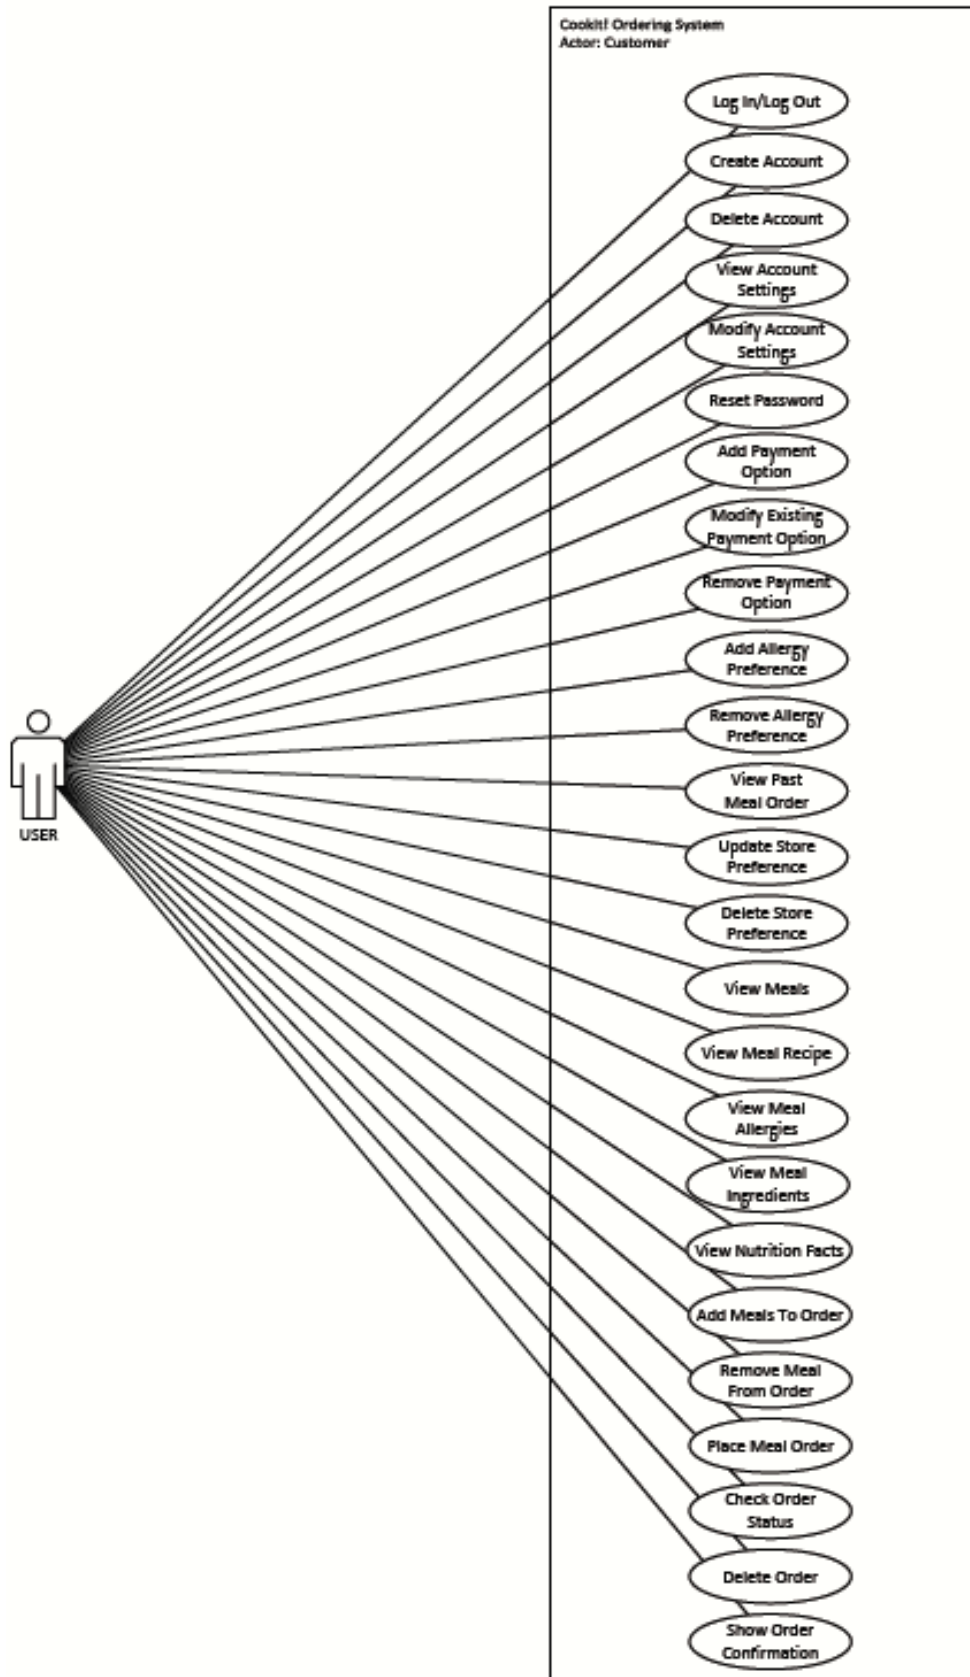 CookIt! Ordering System
Actor: Customer
Log In/Log Out
Create Account
Delete Account
View Account
Settings
Modify Account
Settings
Reset Password
Add Payment
Option
Modify Existing
Payment Option
Remove Payment
Option
Add Allergy
Preference
Remove Allergy
Preference
View Past
Meal Order
USER
Update Store
Preference
Delete Store
Preference
View Meals
View Meal Recipe
View Meal
Allergies
View Meal
Ingredients
View Nutrition Facts
Add Meals To Order
Remove Meal
From Order
Place Meal Order
Check Order
Status
Delete Order
Show Order
Confirmation